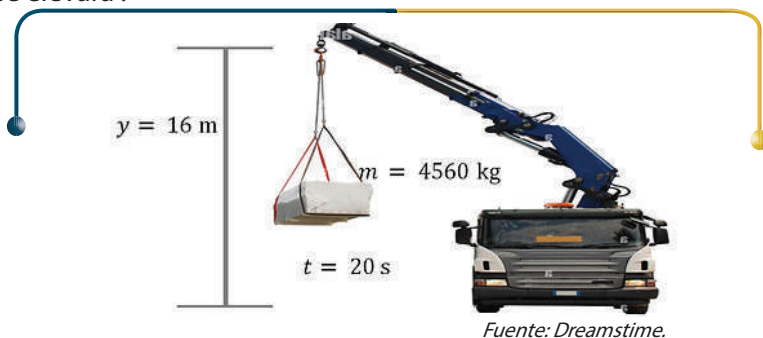 y = 16 m
m = 4560 kg
t = 20 s
Fuente: Dreamstime.